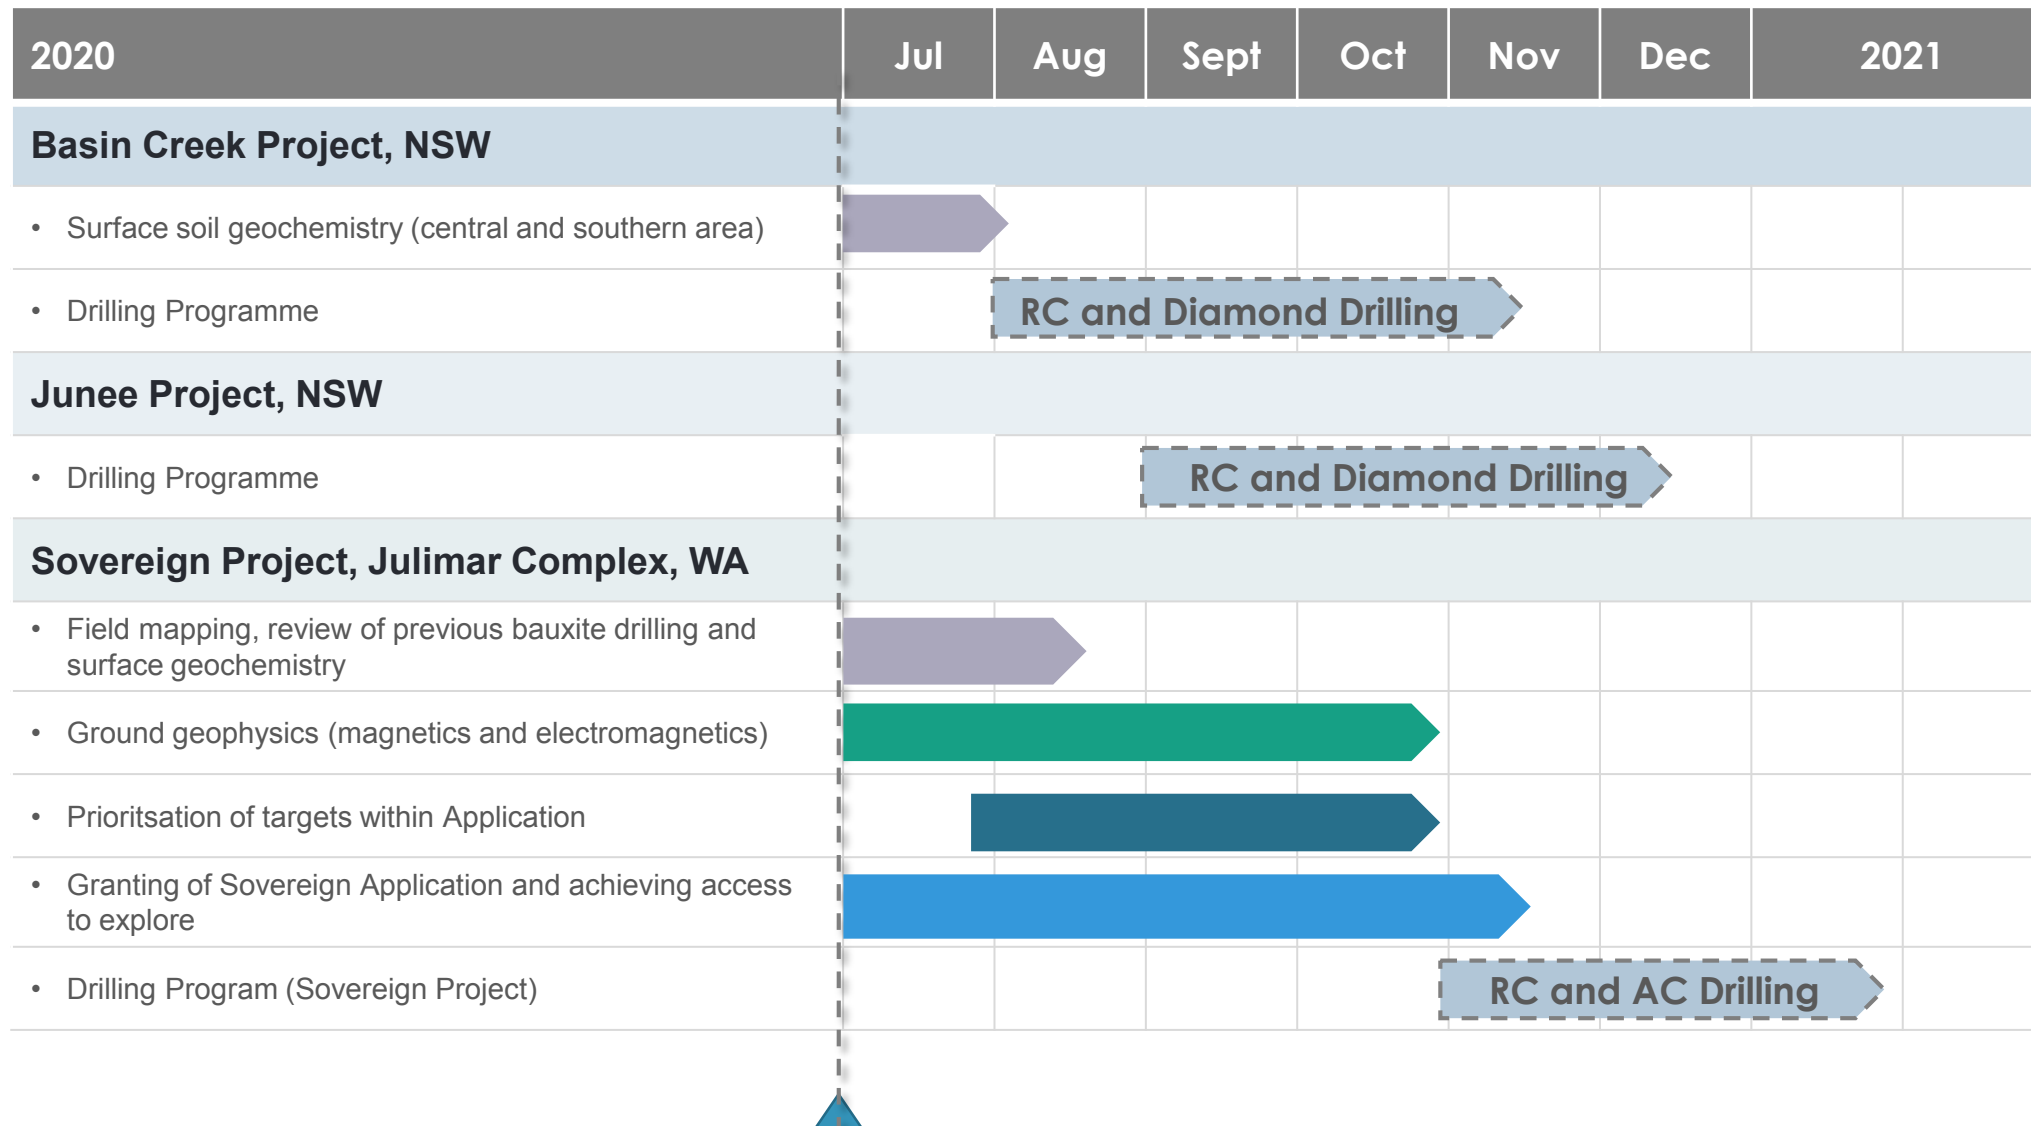 2020 Jul Aug Sept Oct Nov Dec 2021
Basin Creek Project, NSW
• Surface soil geochemistry (central and southern area)
• Drilling Programme
RC and Diamond Drilling
Junee Project, NSW
• Drilling Programme
RC and Diamond Drilling
Sovereign Project, Julimar Complex, WA
• Field mapping, review of previous bauxite drilling and
surface geochemistry
• Ground geophysics (magnetics and electromagnetics)
• Prioritsation of targets within Application
• Granting of Sovereign Application and achieving access
to explore
• Drilling Program (Sovereign Project)
RC and AC Drilling